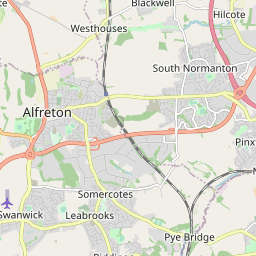 Blackwell
Hilcote
Westhouses
South Normanton
Alfreton
Pinx
Somercotes
Swanwick
Leabrooks
Pye Bridge